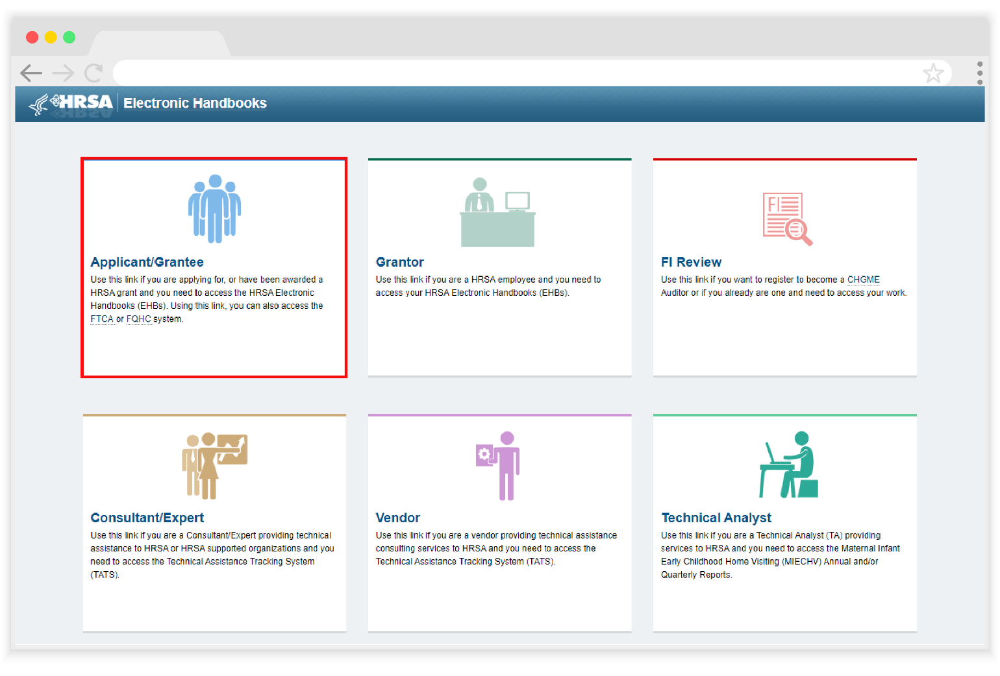 HRSA Electronic Handbooks
Applicant/Grantee
Use this link if you are applying for, or have been awarded a
HRSA grant and you need to access the HRSA Electronic
Handbooks (EHBs). Using this link, you can also access the
FTCA or FQHC system.
Grantor
Use this link if you are a HRSA employee and you need to
access your HRSA Electronic Handbooks (EHBs).
FI
FI Review
Use this link if you want to register to become a CHGME
Auditor or if you already are one and need to access your work.
Consultant/Expert
Use this link if you are a Consultant/Expert providing technical
assistance to HRSA or HRSA supported organizations and you
need to access the Technical Assistance Tracking System
(TATS).
Vendor
Use this link if you are a vendor providing technical assistance
consulting services to HRSA and you need to access the
Technical Assistance Tracking System (TATS).
Technical Analyst
Use this link if you are a Technical Analyst (TA) providing
services to HRSA and you need to access the Maternal Infant
Early Childhood Home Visiting (MIECHV) Annual and/or
Quarterly Reports.